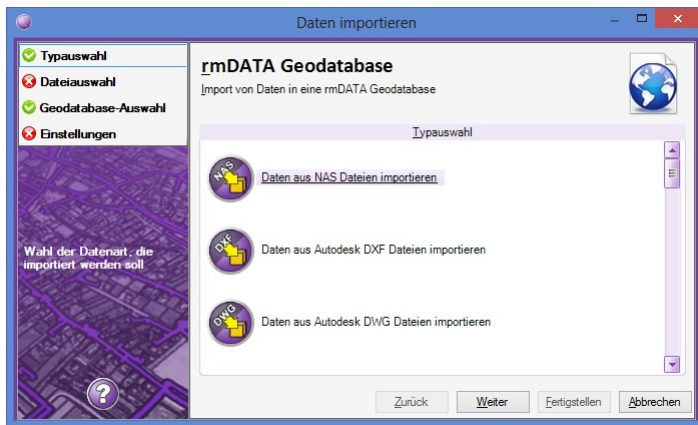 Daten importieren
Typauswahl
Dateiauswahl
Geodatabase-Auswahl
Einstellungen
Wahl der Datenart, die
importiert werden soll
?
rmDATA Geodatabase
Import von Daten in eine rmDATA Geodatabase
Typauswahl
NAS
Daten aus NAS Dateien importieren
DXF
Daten aus Autodesk DXF Dateien importieren
DWG
Daten aus Autodesk DWG Dateien importieren
Zurück
Weiter
Fertigstellen
Abbrechen